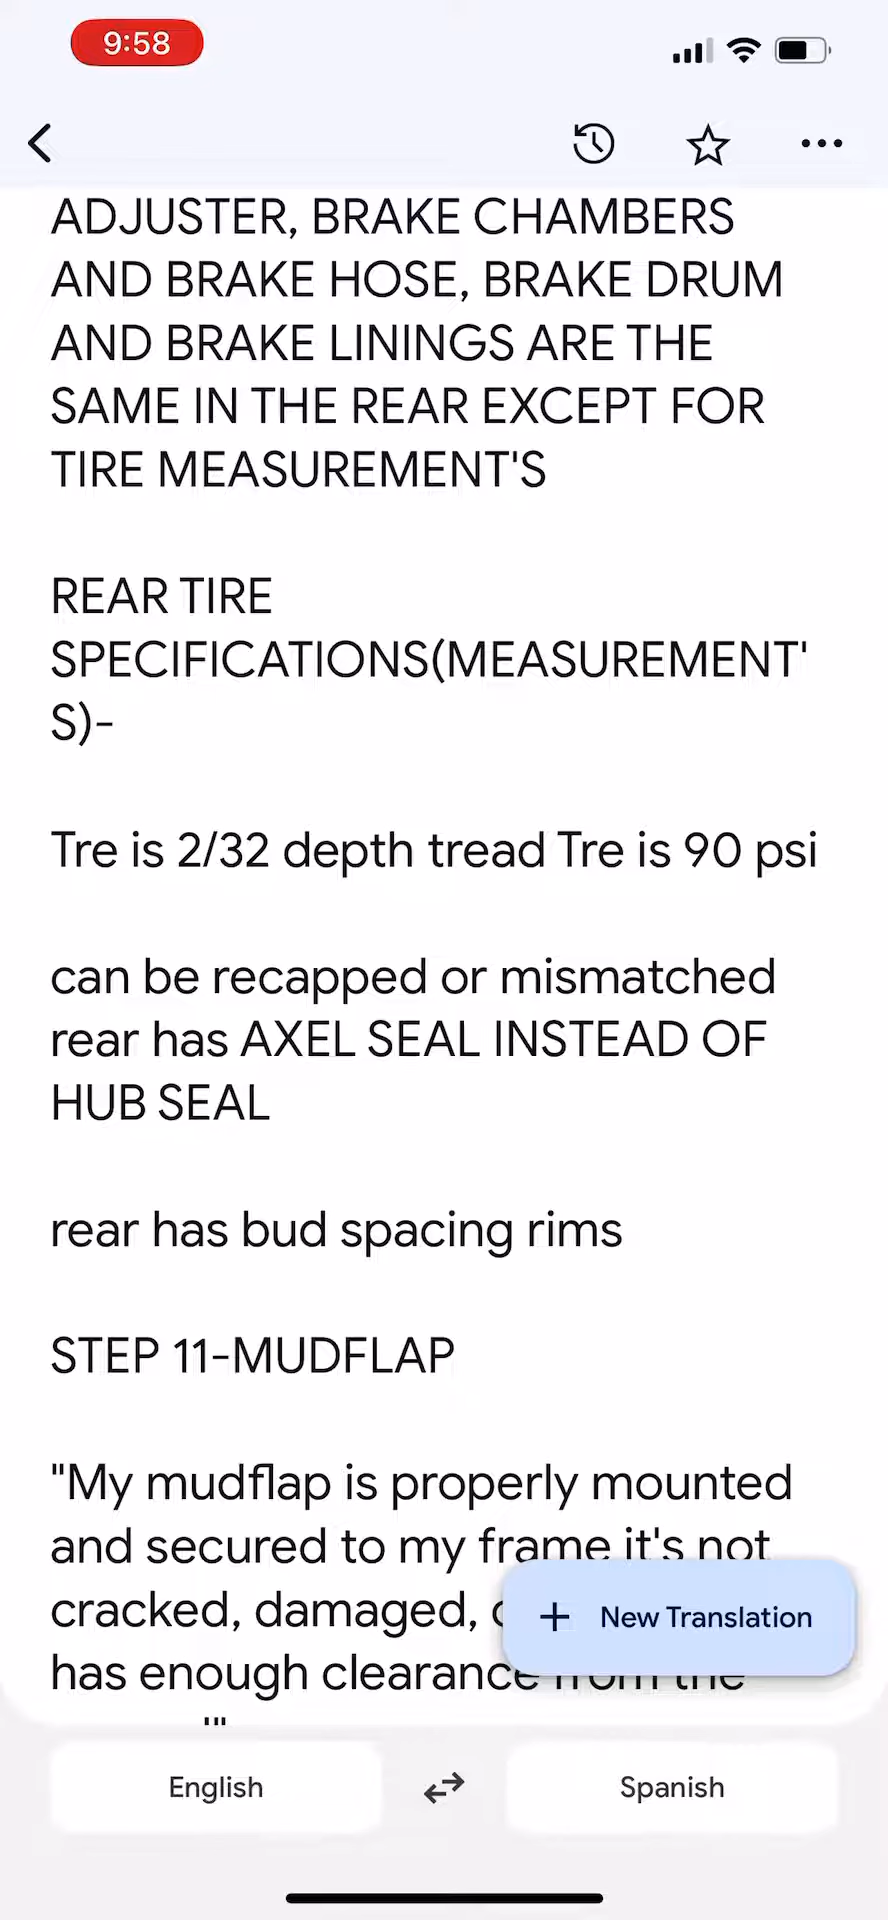 9:58
ADJUSTER, BRAKE CHAMBERS
AND BRAKE HOSE, BRAKE DRUM
AND BRAKE LININGS ARE THE
SAME IN THE REAR EXCEPT FOR
TIRE MEASUREMENT'S
REAR TIRE
SPECIFICATIONS(MEASUREMENT'
S)-
Tre is 2/32 depth tread Tre is 90 psi
can be recapped or mismatched
rear has AXEL SEAL INSTEAD OF
HUB SEAL
rear has bud spacing rims
STEP 11-MUDFLAP
"My mudflap is properly mounted
and secured to my frame it's not
cracked, damaged,
has enough clearance from the
New Translation
English
Spanish